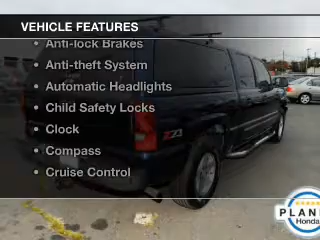 VEHICLE FEATURES
• Anti-lock Brakes
• Anti-theft System
• Automatic Headlights
• Child Safety Locks
• Clock
• Compass
• Cruise Control
Z71
PLAN
Honda